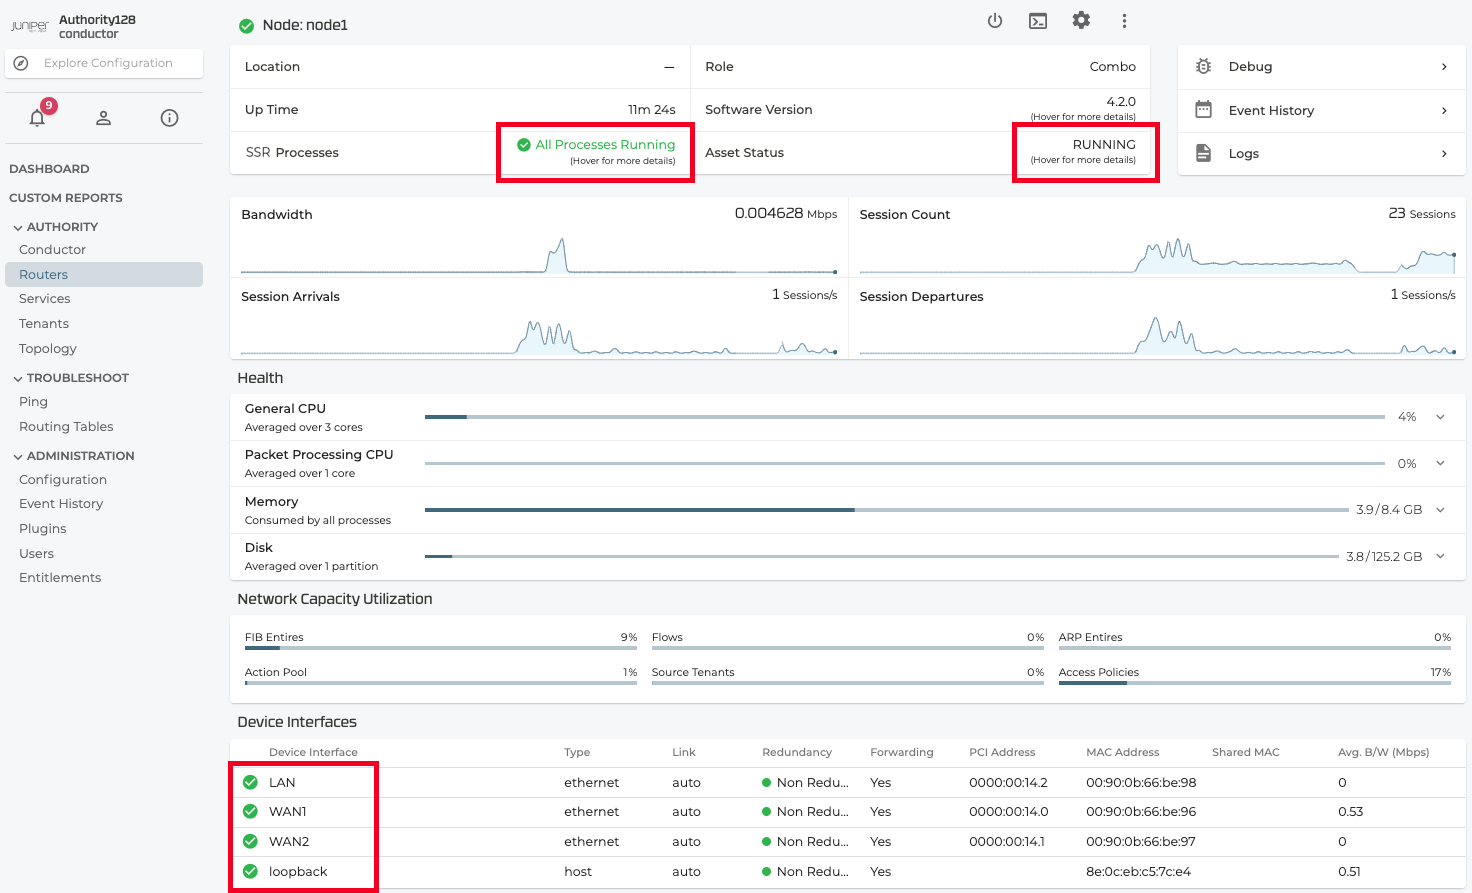 JUNIPER
Authority128
conductor
Explore Configuration
9
DASHBOARD
CUSTOM REPORTS
AUTHORITY
Conductor
Routers
Services
Tenants
Topology
TROUBLESHOOT
Ping
Routing Tables
ADMINISTRATION
Configuration
Event History
Plugins
Users
Entitlements
Node: node1
Location —
Role Combo
Up Time 11m 24s
Software Version 4.2.0
(Hover for more details)
SSR Processes All Processes Running
(Hover for more details)
Asset Status RUNNING
(Hover for more details)
Debug
Event History
Logs
Bandwidth 0.004628 Mbps
Session Count 23 Sessions
Session Arrivals 1 Sessions/s
Session Departures 1 Sessions/s
Health
General CPU
Averaged over 3 cores
4%
Packet Processing CPU
Averaged over 1 core
0%
Memory
Consumed by all processes
3.9/8.4 GB
Disk
Averaged over 1 partition
3.8/125.2 GB
Network Capacity Utilization
FIB Entires 9% Flows 0% ARP Entires 0%
Action Pool 1% Source Tenants 0% Access Policies 17%
Device Interfaces
Device Interface Type Link Redundancy Forwarding PCI Address MAC Address Shared MAC Avg. B/W (Mbps)
LAN ethernet auto Non Redu... Yes 0000:00:14.2 00:90:0b:66:be:98 0
WAN1 ethernet auto Non Redu... Yes 0000:00:14.0 00:90:0b:66:be:96 0.53
WAN2 ethernet auto Non Redu... Yes 0000:00:14.1 00:90:0b:66:be:97 0
loopback host auto Non Redu... Yes 8e:0c:eb:c5:7c:e4 0.51